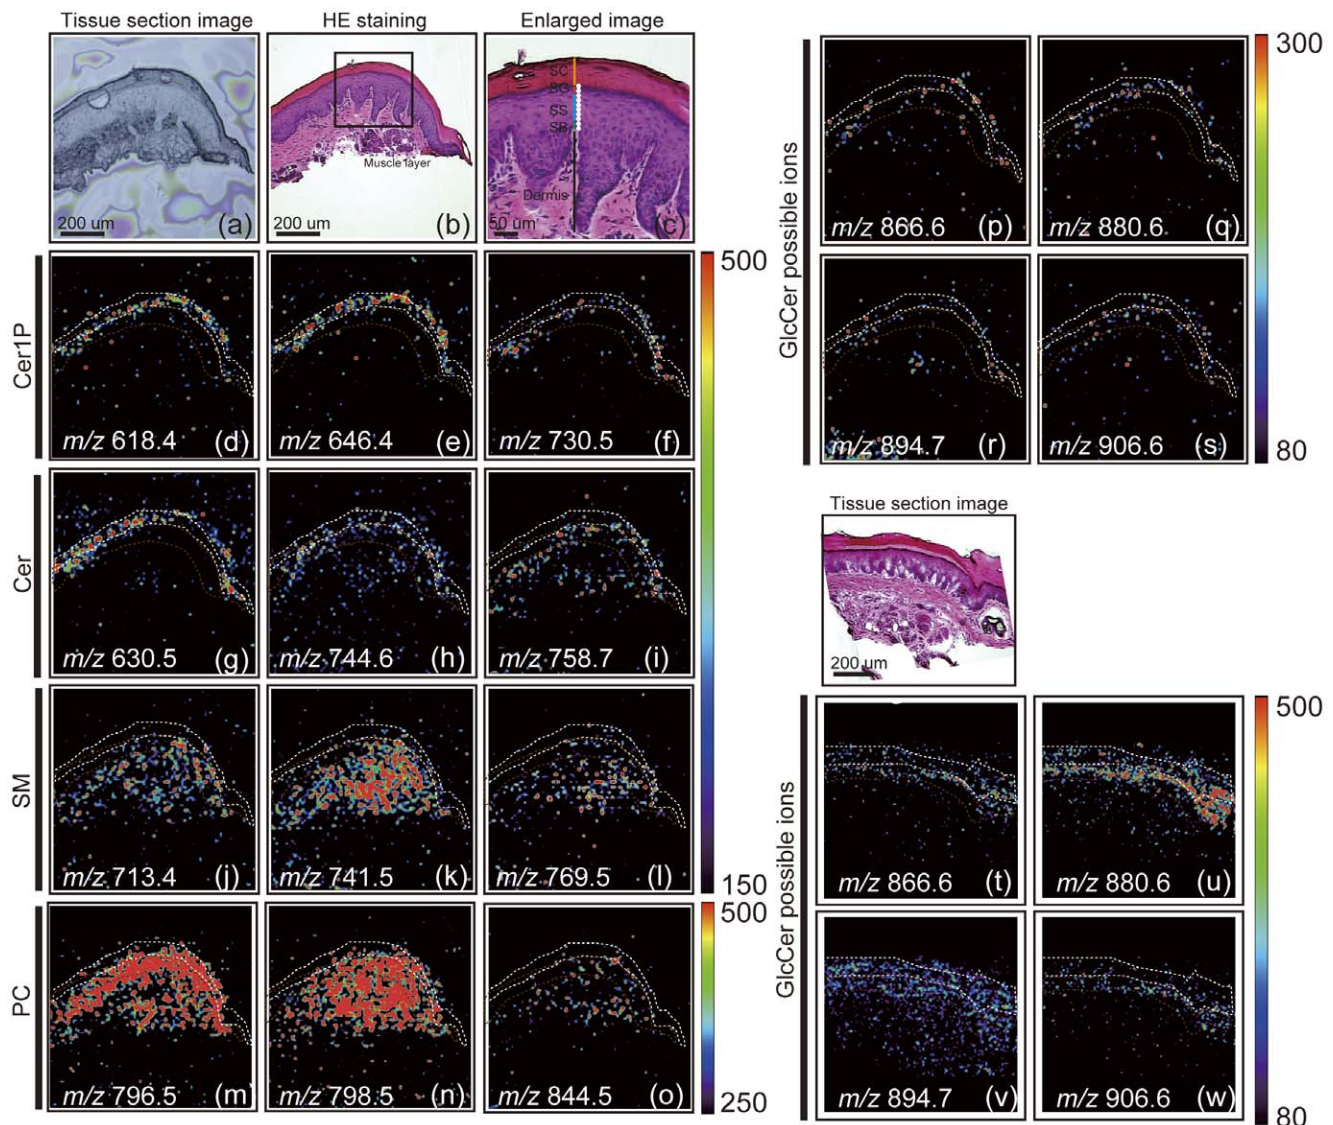 Tissue section image
HE staining
Enlarged image
200 um
(a)
Muscle layer
200 um
(b)
SC
SG
SS
SB
Dermis
50 um
(c)
Cer1P
m/z 618.4 (d)
m/z 646.4 (e)
m/z 730.5 (f)
Cer
m/z 630.5 (g)
m/z 744.6 (h)
m/z 758.7 (i)
SM
m/z 713.4 (j)
m/z 741.5 (k)
m/z 769.5 (l)
500
150
PC
m/z 796.5 (m)
m/z 798.5 (n)
m/z 844.5 (o)
500
250
GlcCer possible ions
m/z 866.6 (p)
m/z 880.6 (q)
m/z 894.7 (r)
m/z 906.6 (s)
300
80
Tissue section image
200 um
GlcCer possible ions
m/z 866.6 (t)
m/z 880.6 (u)
m/z 894.7 (v)
m/z 906.6 (w)
500
80